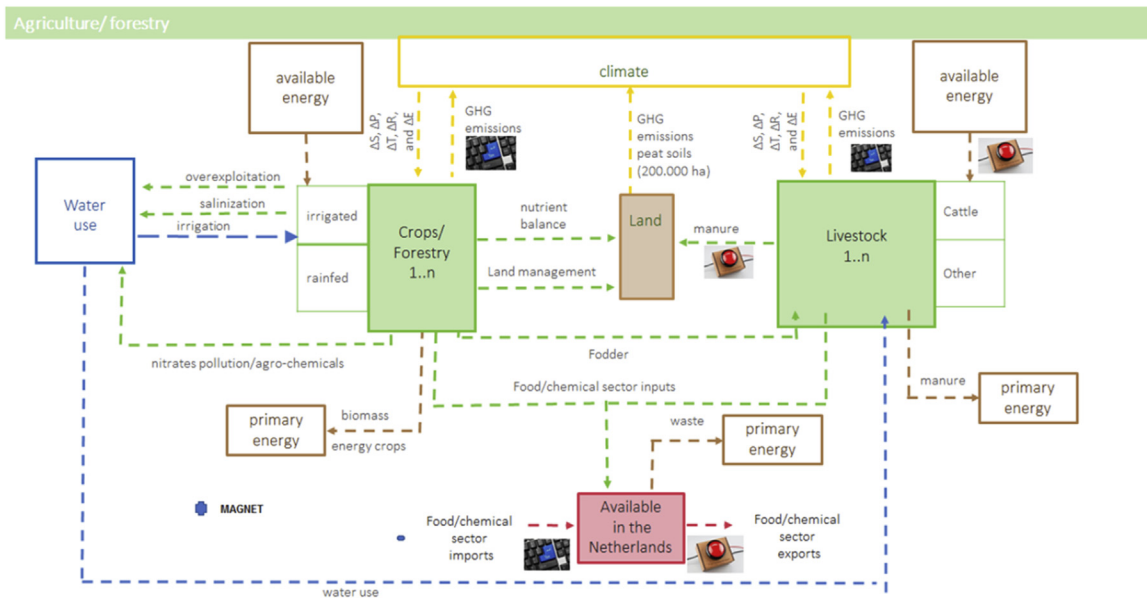 Agriculture/ forestry
available
energy
climate
available
energy
ΔS, ΔP,
ΔT, ΔR,
and ΔE
GHG
emissions
GHG
emissions
peat soils
(200.000 ha)
ΔS, ΔP,
ΔT, ΔR,
and ΔE
GHG
emissions
Water
use
overexploitation
salinization
irrigation
irrigated
rainfed
Crops/
Forestry
1..n
nutrient
balance
Land management
Land
manure
Livestock
1..n
Cattle
Other
nitrates pollution/agro-chemicals
Fodder
Food/chemical sector inputs
primary
energy
biomass
energy crops
waste
primary
energy
manure
primary
energy
MAGNET
Food/chemical
sector
imports
Available
in the
Netherlands
Food/chemical
sector
exports
water use